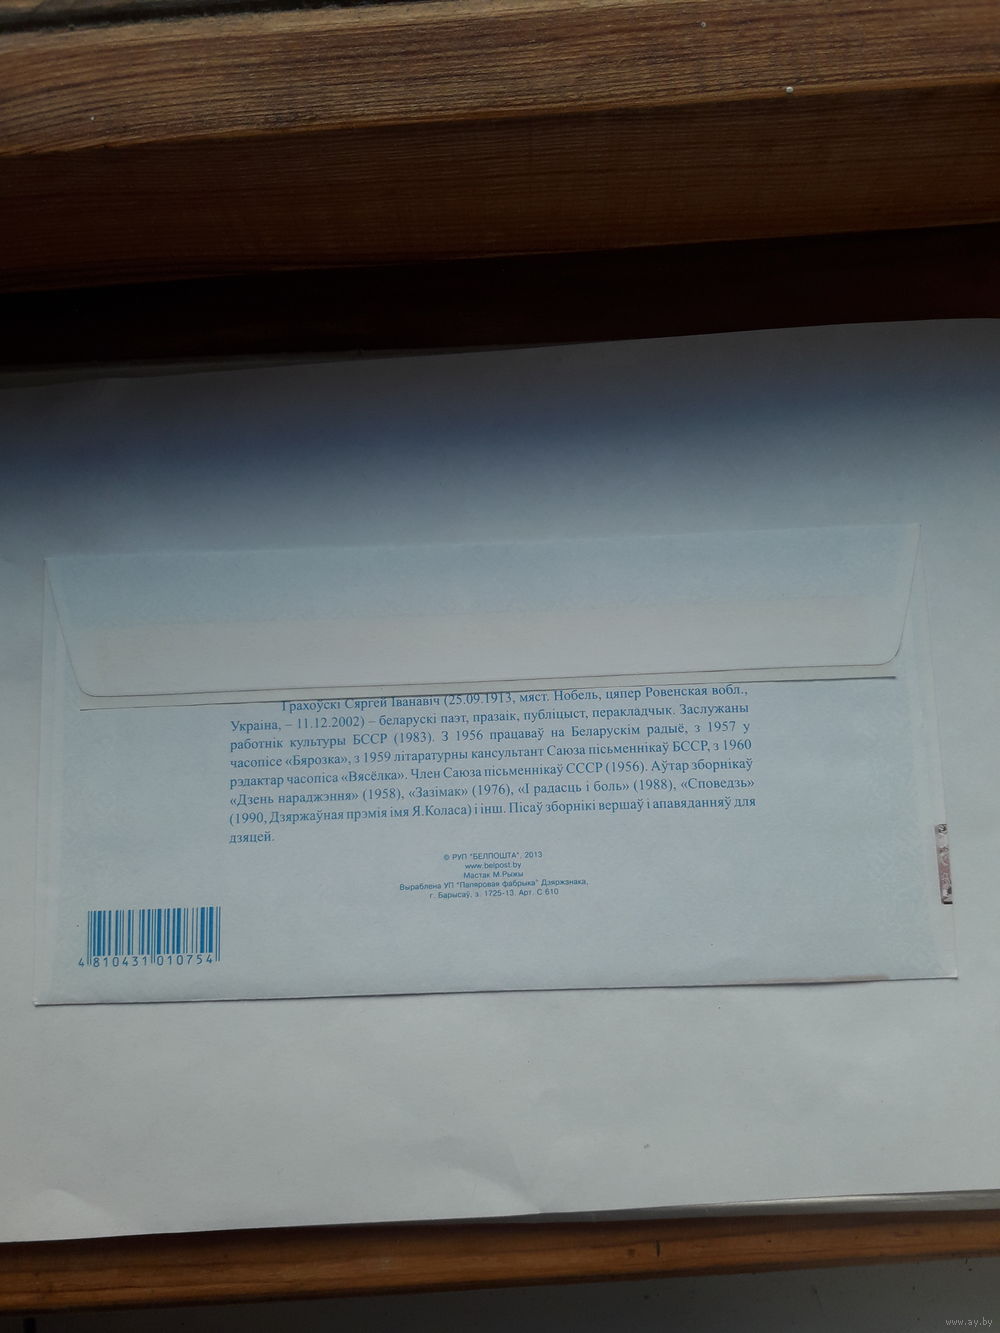 Грахоўскі Сяргей Іванавіч (25.09.1913, мяст. Нобель, цяпер Ровенская вобл.,
Украіна, – 11.12.2002) – беларускі паэт, празаік, публіцыст, перакладчык. Заслужаны
работнік культуры БССР (1983). З 1956 працаваў на Беларускім радыё, з 1957 у
часопісе «Бярозка», з 1959 літаратурны кансультант Саюза пісьменнікаў БССР, з 1960
рэдактар часопіса «Вясёлка». Член Саюза пісьменнікаў СССР (1956). Аўтар зборнікаў
«Дзень нараджэння» (1958), «Зазімак» (1976), «І радасць і боль» (1988), «Споведзь»
(1990, Дзяржаўная прэмія імя Я.Коласа) і інш. Пісаў зборнікі вершаў і апавяданняў для
дзяцей.
© РУП "БЕЛПОШТА", 2013
www.belpost.by
Мастак М.Рыжы
Выраблена УП "Папяровая фабрыка" Дзяржзнака,
г. Барысаў, з. 1725-13. Арт. С 610
4 810431 010754
www.ay.by